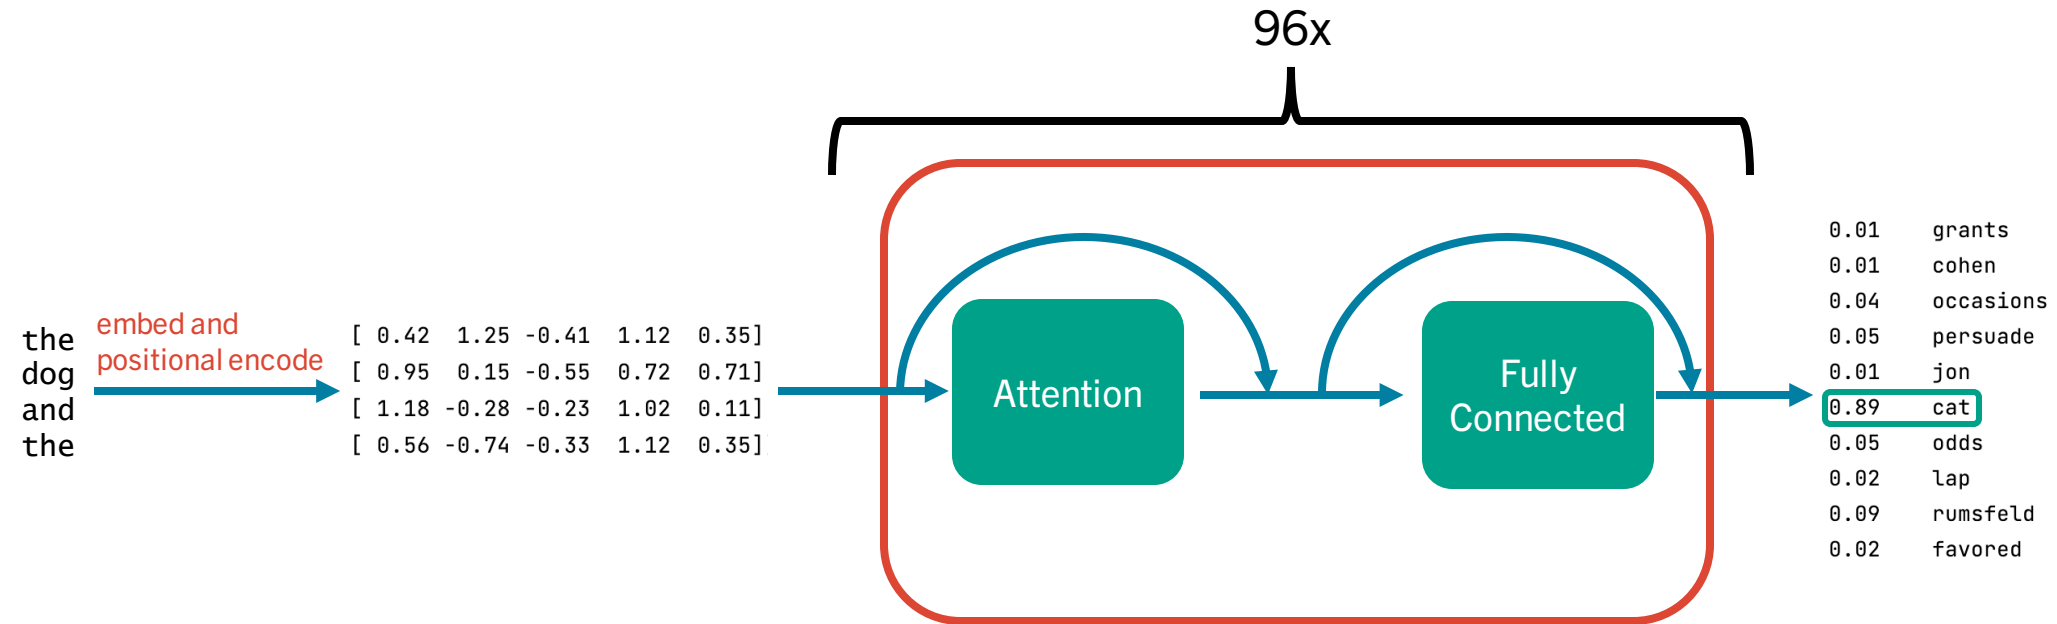 96x
the
dog
and
the
embed and
positional encode
[ 0.42 1.25 -0.41 1.12 0.35]
[ 0.95 0.15 -0.55 0.72 0.71]
[ 1.18 -0.28 -0.23 1.02 0.11]
[ 0.56 -0.74 -0.33 1.12 0.35]
Attention
Fully
Connected
0.01 grants
0.01 cohen
0.04 occasions
0.05 persuade
0.01 jon
0.89 cat
0.05 odds
0.02 lap
0.09 rumsfeld
0.02 favored